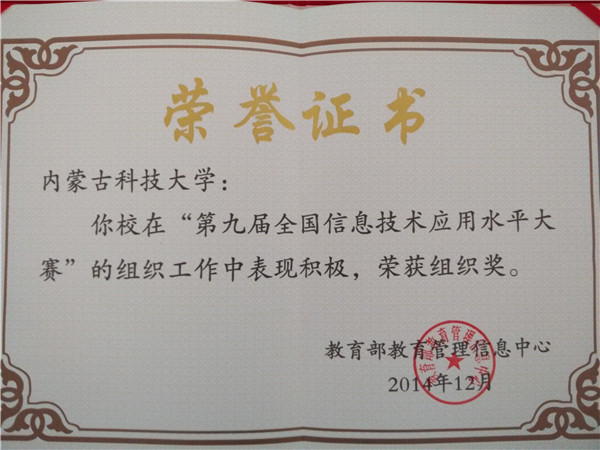 荣誉证书
内蒙古科技大学：
你校在“第九届全国信息技术应用水平大
赛”的组织工作中表现积极，荣获组织奖。
教育部教育管理信息中心
2014年12月